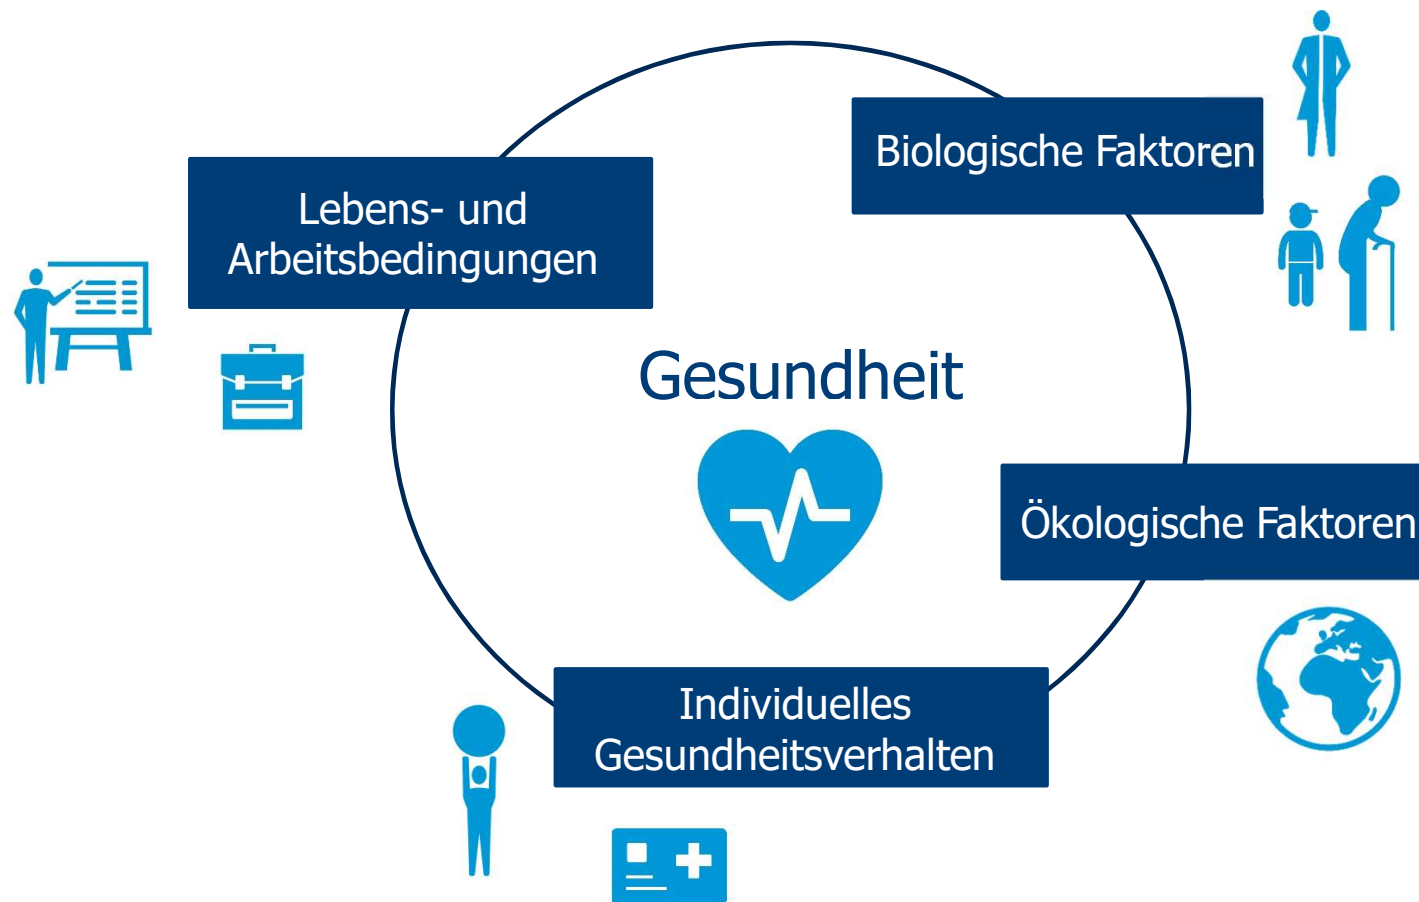 Biologische Faktoren
Lebens- und
Arbeitsbedingungen
Gesundheit
Ökologische Faktoren
Individuelles
Gesundheitsverhalten